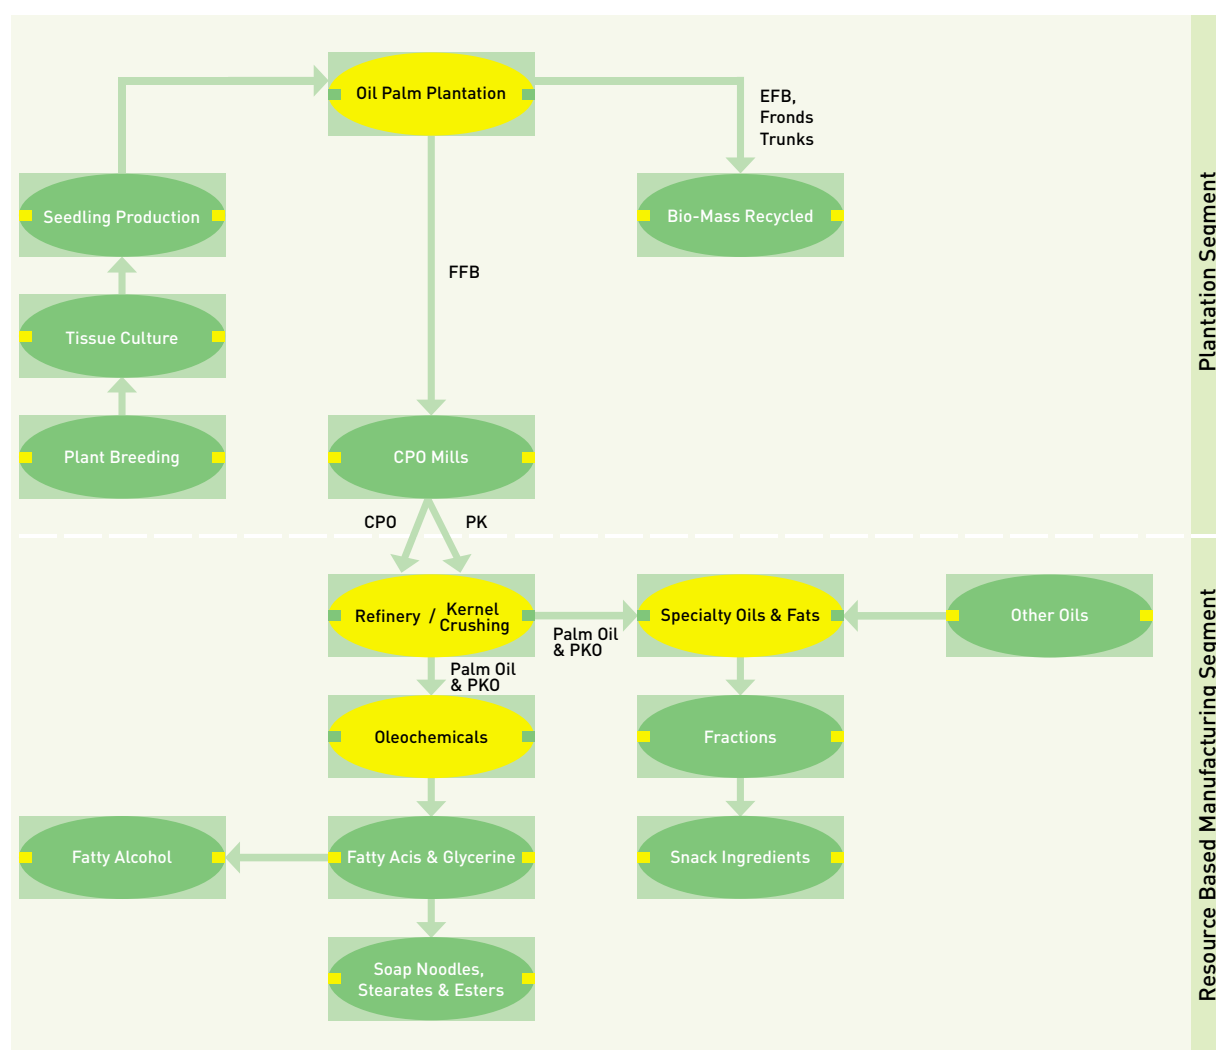 Oil Palm Plantation
EFB,
Fronds
Trunks
Seedling Production
Bio-Mass Recycled
FFB
Tissue Culture
Plant Breeding
CPO Mills
CPO
PK
Plantation Segment
Refinery / Kernel
Crushing
Palm Oil
& PKO
Specialty Oils & Fats
Other Oils
Palm Oil
& PKO
Oleochemicals
Fractions
Fatty Alcohol
Fatty Acis & Glycerine
Snack Ingredients
Soap Noodles,
Stearates & Esters
Resource Based Manufacturing Segment